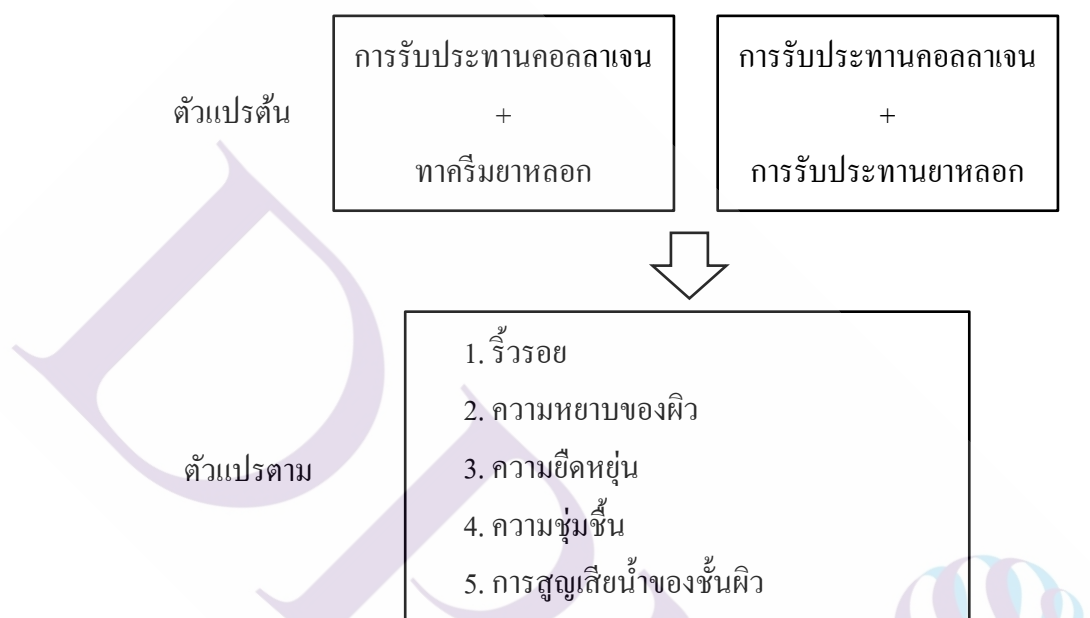 การรับประทานคอลลาเจน
+
ทาครีมยาหลอก
การรับประทานคอลลาเจน
+
การรับประทานยาหลอก
ตัวแปรต้น
1. ริ้วรอย
2. ความหยาบของผิว
3. ความยืดหยุ่น
4. ความชุ่มชื้น
5. การสูญเสียน้ำของชั้นผิว
ตัวแปรตาม